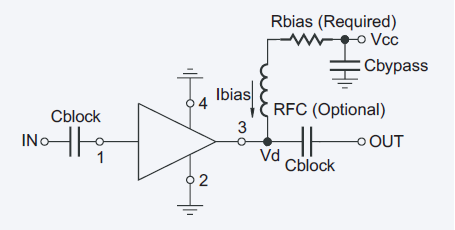 Rbias (Required)
Vcc
Cbypass
Ibias
RFC (Optional)
4
Cblock
3
IN
1
Vd
OUT
Cblock
2